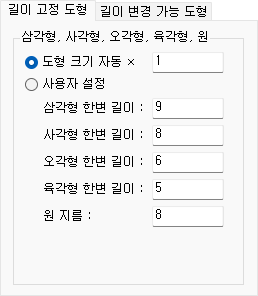 길이 고정 도형 길이 변경 가능 도형
삼각형, 사각형, 오각형, 육각형, 원
도형 크기 자동 × 1
사용자 설정
삼각형 한변 길이 : 9
사각형 한변 길이 : 8
오각형 한변 길이 : 6
육각형 한변 길이 : 5
원 지름 : 8